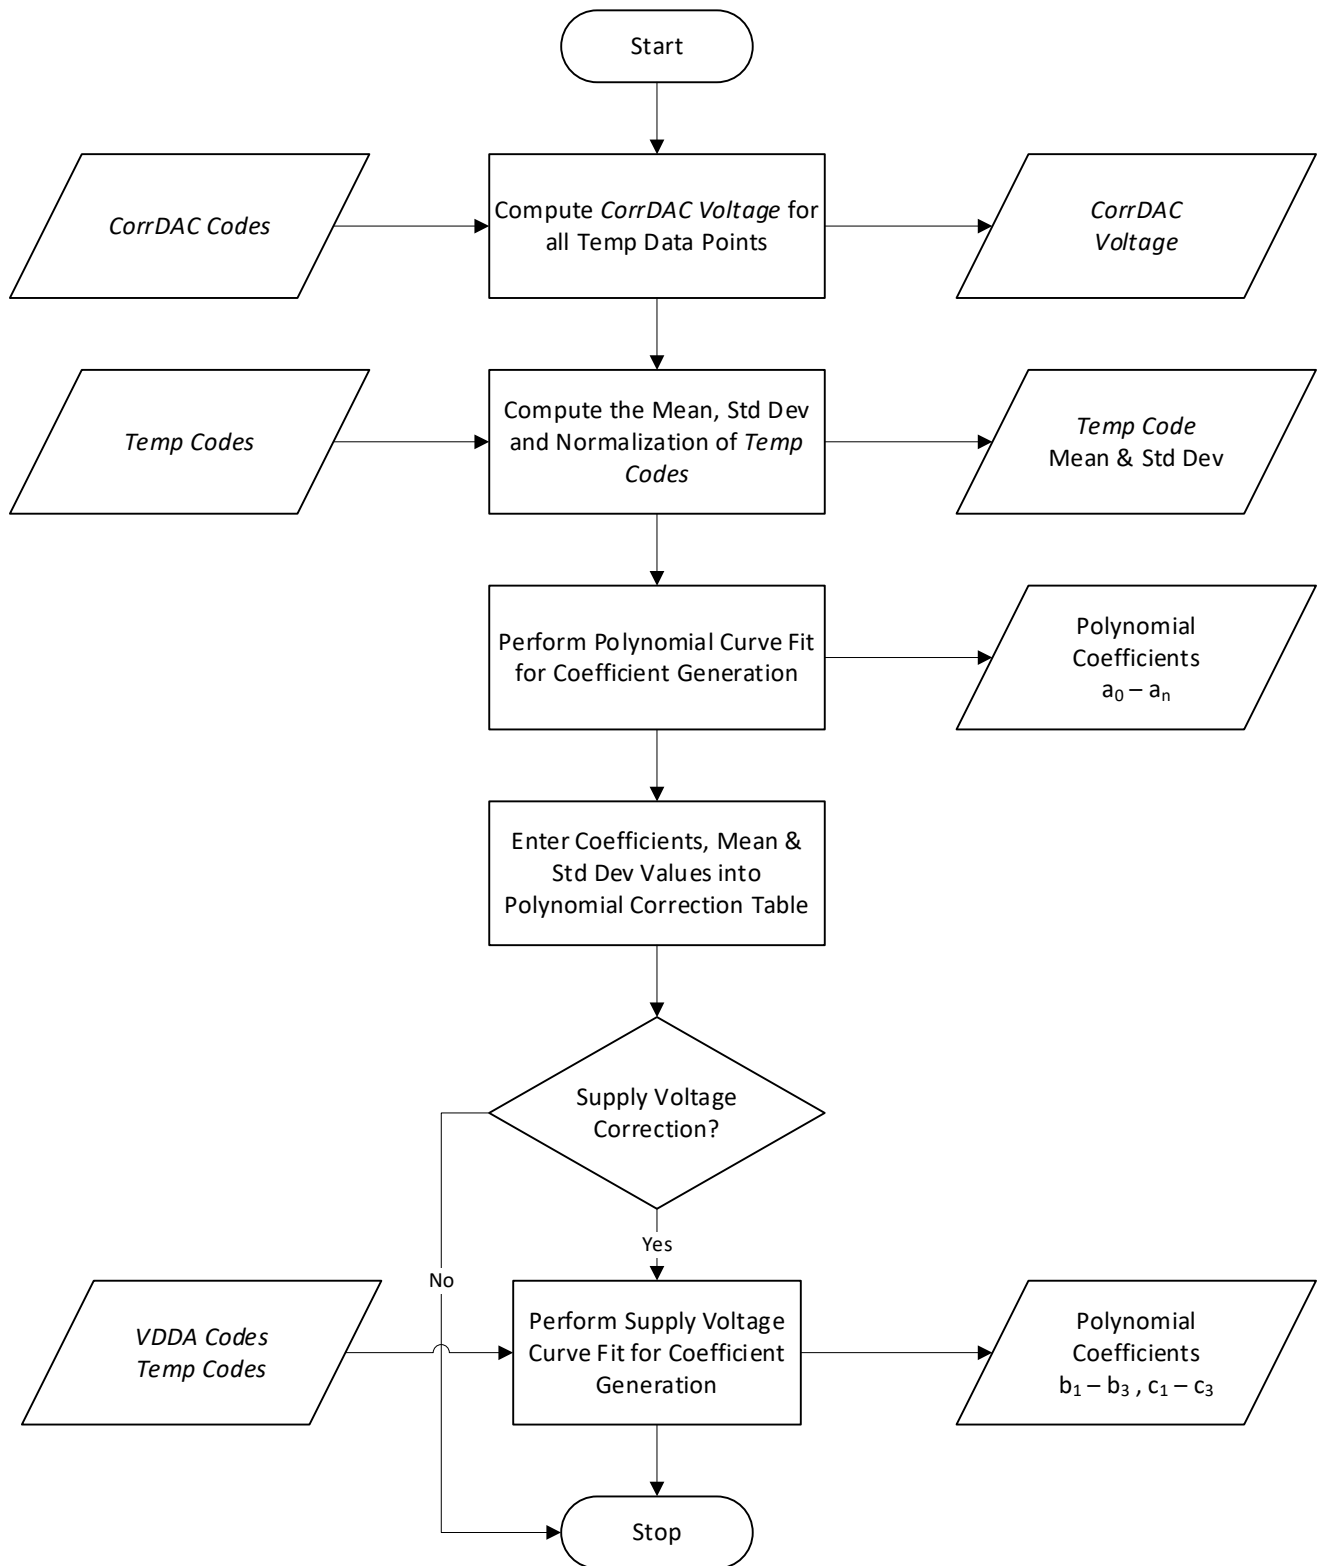 Start
CorrDAC Codes
Compute CorrDAC Voltage for
all Temp Data Points
CorrDAC
Voltage
Temp Codes
Compute the Mean, Std Dev
and Normalization of Temp
Codes
Temp Code
Mean & Std Dev
Perform Polynomial Curve Fit
for Coefficient Generation
Polynomial
Coefficients
a₀ – aₙ
Enter Coefficients, Mean &
Std Dev Values into
Polynomial Correction Table
Supply Voltage
Correction?
Yes
No
VDDA Codes
Temp Codes
Perform Supply Voltage
Curve Fit for Coefficient
Generation
Polynomial
Coefficients
b₁ – b₃ , c₁ – c₃
Stop